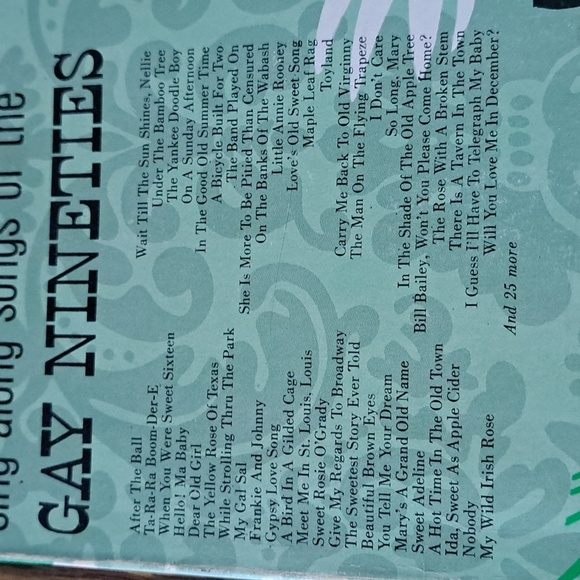 sing along songs of the
GAY NINETIES
After The Ball
Ta-Ra-Ra Boom-Der-E
When You Were Sweet Sixteen
Hello! Ma Baby
Dear Old Girl
The Yellow Rose Of Texas
While Strolling Thru The Park
My Gal Sal
Frankie And Johnny
Gypsy Love Song
A Bird In A Gilded Cage
Meet Me In St. Louis, Louis
Sweet Rosie O'Grady
Give My Regards To Broadway
The Sweetest Story Ever Told
Beautiful Brown Eyes
You Tell Me Your Dream
Mary's A Grand Old Name
Sweet Adeline
A Hot Time In The Old Town
Ida, Sweet As Apple Cider
Nobody
My Wild Irish Rose
Wait Till The Sun Shines, Nellie
Under The Bamboo Tree
The Yankee Doodle Boy
On A Sunday Afternoon
In The Good Old Summer Time
A Bicycle Built For Two
The Band Played On
She Is More To Be Pitied Than Censured
On The Banks Of The Wabash
Little Annie Rooney
Love's Old Sweet Song
Maple Leaf Rag
Toyland
Carry Me Back To Old Virginny
The Man On The Flying Trapeze
I Don't Care
So Long, Mary
In The Shade Of The Old Apple Tree
Bill Bailey, Won't You Please Come Home?
The Rose With A Broken Stem
There Is A Tavern In The Town
I Guess I'll Have To Telegraph My Baby
Will You Love Me In December?
And 25 more